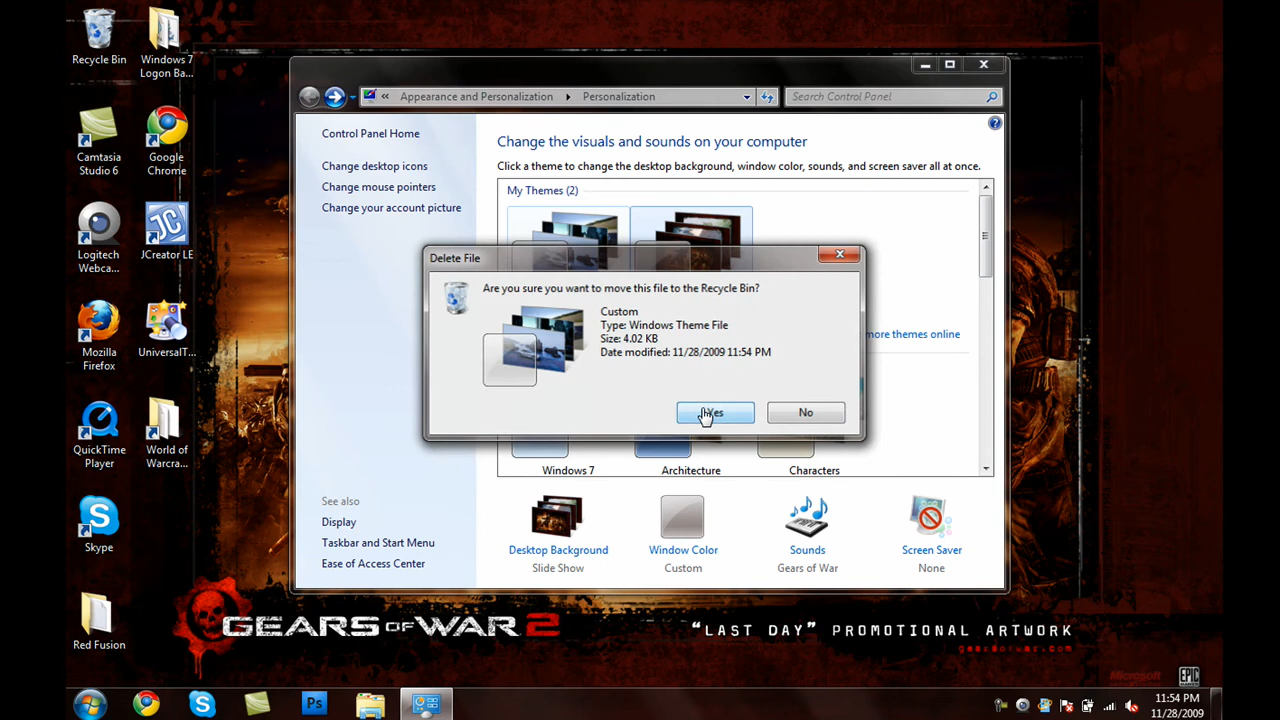 Recycle Bin
Windows 7
Logon Ba...
Camtasia
Studio 6
Google
Chrome
Logitech
Webca...
JCreator LE
Mozilla
Firefox
UniversalT...
QuickTime
Player
World of
Warcra...
Skype
Red Fusion
Appearance and Personalization
Personalization
Search Control Panel
Control Panel Home
Change desktop icons
Change mouse pointers
Change your account picture
See also
Display
Taskbar and Start Menu
Ease of Access Center
Change the visuals and sounds on your computer
Click a theme to change the desktop background, window color, sounds, and screen saver all at once.
My Themes (2)
more themes online
Delete File
Are you sure you want to move this file to the Recycle Bin?
Custom
Type: Windows Theme File
Size: 4.02 KB
Date modified: 11/28/2009 11:54 PM
Yes
No
Windows 7
Architecture
Characters
Desktop Background
Slide Show
Window Color
Custom
Sounds
Gears of War
Screen Saver
None
GEARS OF WAR 2
"LAST DAY" PROMOTIONAL ARTWORK
gearsofwar.com
Microsoft
EPIC
Ps
11:54 PM
11/28/2009